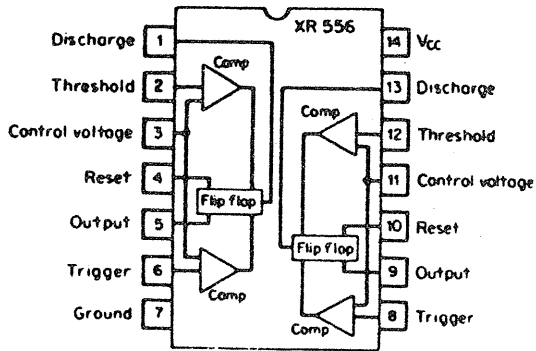 XR 556
Discharge 1
14 Vcc
Comp
Threshold 2
13 Discharge
Control voltage 3
Comp
12 Threshold
Reset 4
11 Control voltage
Flip flop
Output 5
10 Reset
Flip flop
Trigger 6
9 Output
Comp
Ground 7
Comp
8 Trigger